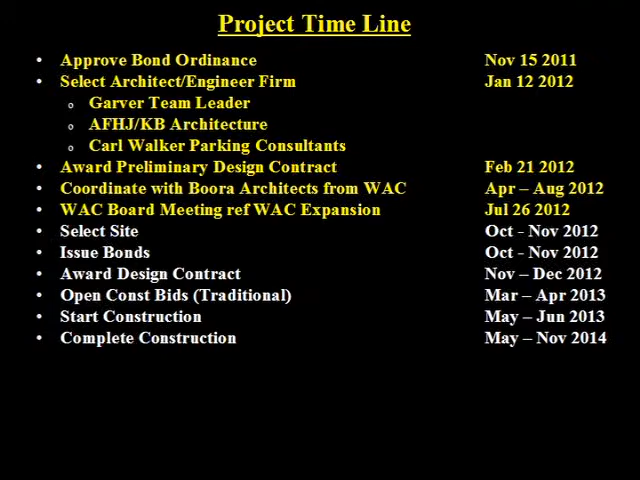 Project Time Line
• Approve Bond Ordinance Nov 15 2011
• Select Architect/Engineer Firm Jan 12 2012
o Garver Team Leader
o AFHJ/KB Architecture
o Carl Walker Parking Consultants
• Award Preliminary Design Contract Feb 21 2012
• Coordinate with Boora Architects from WAC Apr – Aug 2012
• WAC Board Meeting ref WAC Expansion Jul 26 2012
• Select Site Oct - Nov 2012
• Issue Bonds Oct - Nov 2012
• Award Design Contract Nov – Dec 2012
• Open Const Bids (Traditional) Mar – Apr 2013
• Start Construction May – Jun 2013
• Complete Construction May – Nov 2014